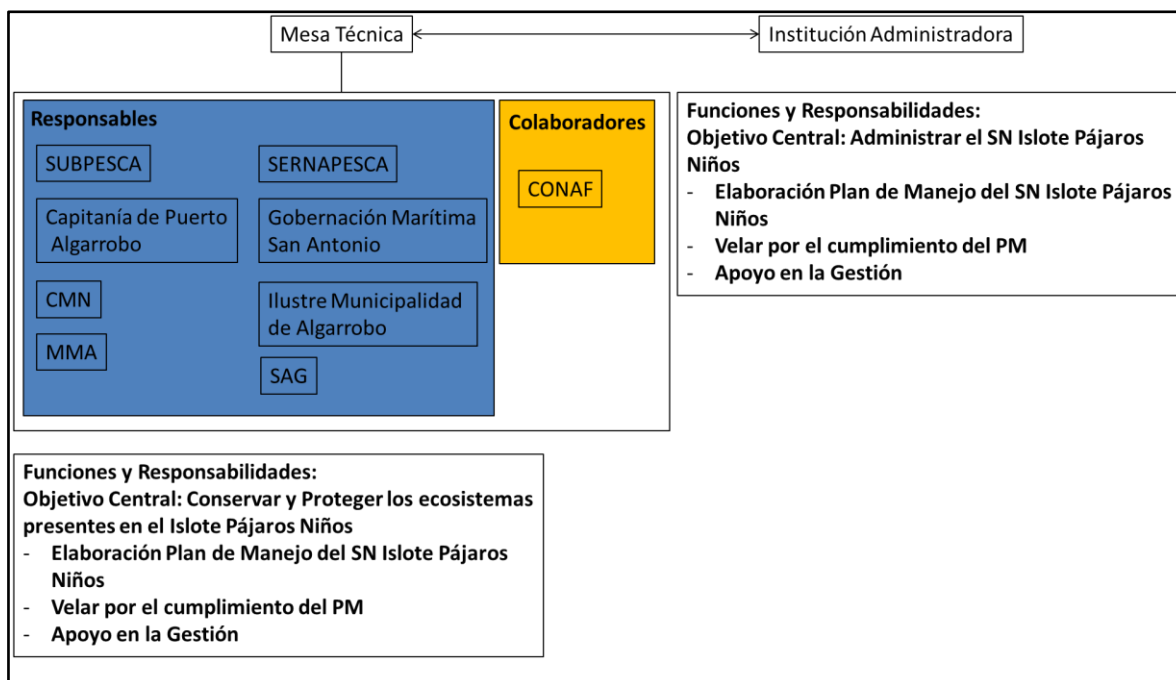 Mesa Técnica
Institución Administradora
Responsables
SUBPESCA
SERNAPESCA
Capitanía de Puerto
Algarrobo
Gobernación Marítima
San Antonio
CMN
Ilustre Municipalidad
de Algarrobo
MMA
SAG
Colaboradores
CONAF
Funciones y Responsabilidades:
Objetivo Central: Administrar el SN Islote Pájaros
Niños
- Elaboración Plan de Manejo del SN Islote Pájaros
Niños
- Velar por el cumplimiento del PM
- Apoyo en la Gestión
Funciones y Responsabilidades:
Objetivo Central: Conservar y Proteger los ecosistemas
presentes en el Islote Pájaros Niños
- Elaboración Plan de Manejo del SN Islote Pájaros
Niños
- Velar por el cumplimiento del PM
- Apoyo en la Gestión